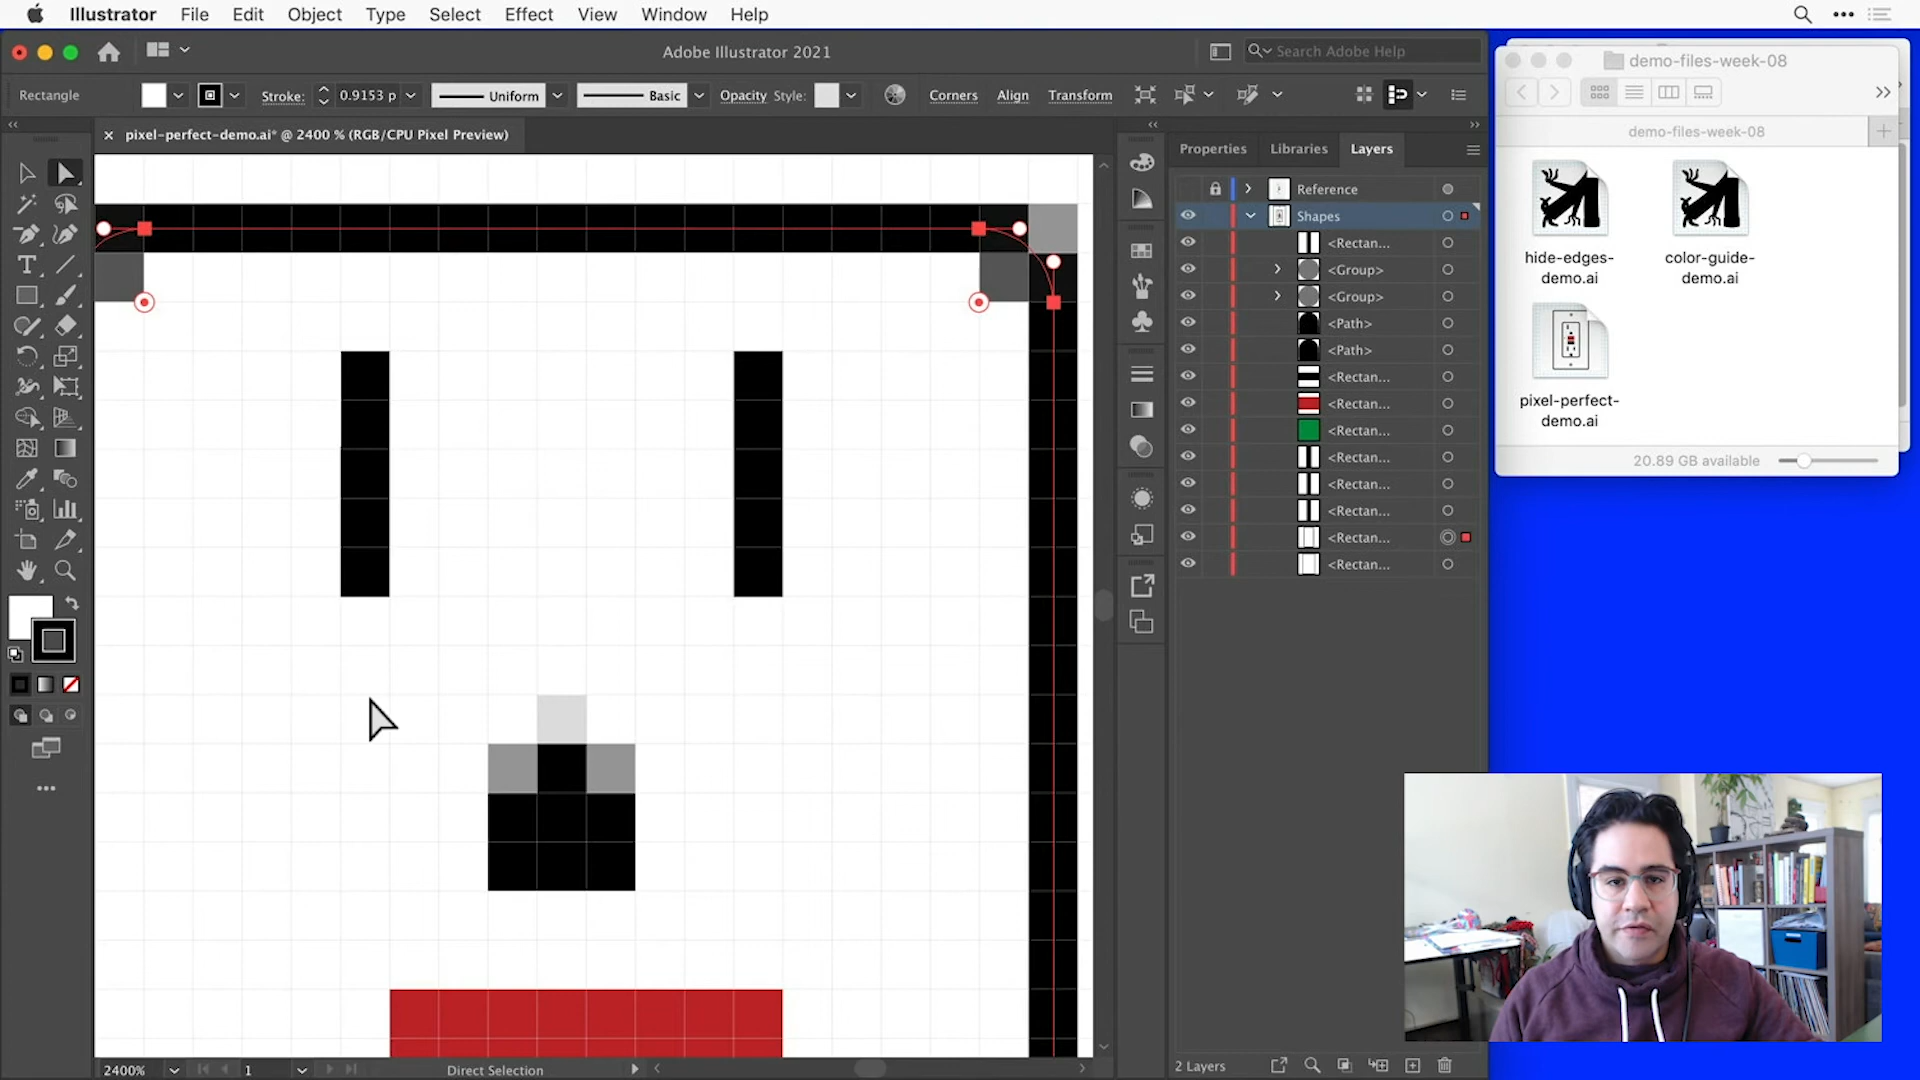 Illustrator File Edit Object Type Select Effect View Window Help
Adobe Illustrator 2021
Search Adobe Help
Rectangle Stroke: 0.9153 p Uniform Basic Opacity Style: Corners Align Transform
pixel-perfect-demo.ai* @ 2400 % (RGB/CPU Pixel Preview)
Properties Libraries Layers
Reference
Shapes
<Rectan...
<Group>
<Group>
<Path>
<Path>
<Rectan...
<Rectan...
<Rectan...
<Rectan...
<Rectan...
<Rectan...
<Rectan...
<Rectan...
2 Layers
2400% 1 Direct Selection
demo-files-week-08
demo-files-week-08
hide-edges-
demo.ai
color-guide-
demo.ai
pixel-perfect-
demo.ai
20.89 GB available